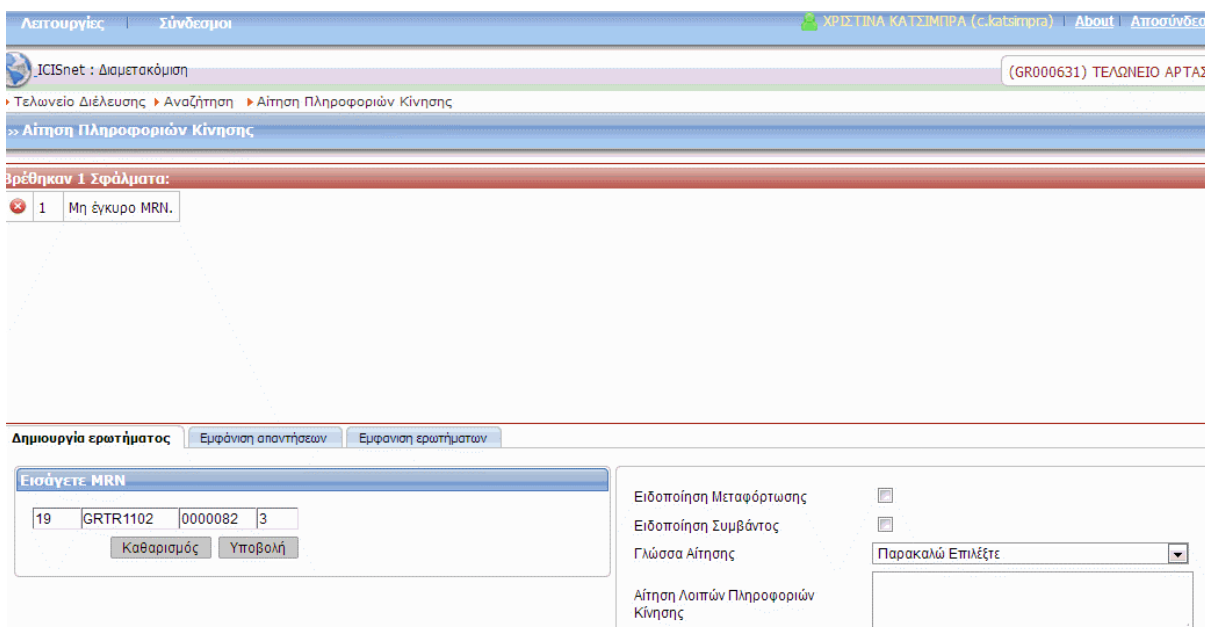 Λειτουργίες | Σύνδεσμοι ΧΡΙΣΤΙΝΑ ΚΑΤΣΙΜΠΡΑ (c.katsimpra) | About | Αποσύνδεσ
ICISnet : Διαμετακόμιση (GR000631) ΤΕΛΩΝΕΙΟ ΑΡΤΑΣ
Τελωνείο Διέλευσης Αναζήτηση Αίτηση Πληροφοριών Κίνησης
» Αίτηση Πληροφοριών Κίνησης
Βρέθηκαν 1 Σφάλματα:
1 Μη έγκυρο MRN.
Δημιουργία ερωτήματος Εμφάνιση απαντήσεων Εμφανιση ερωτήματων
Εισάγετε MRN
19 GRTR1102 0000082 3
Καθαρισμός Υποβολή
Ειδοποίηση Μεταφόρτωσης
Ειδοποίηση Συμβάντος
Γλώσσα Αίτησης Παρακαλώ Επιλέξτε
Αίτηση Λοιπών Πληροφοριών
Κίνησης